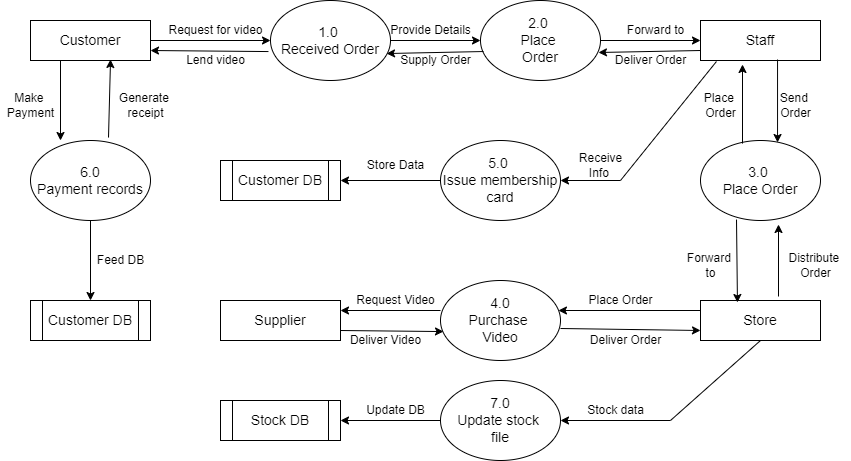 Customer
Request for video
Lend video
1.0
Received Order
Provide Details
Supply Order
2.0
Place
Order
Forward to
Deliver Order
Staff
Make
Payment
Generate
receipt
Place
Order
Send
Order
6.0
Payment records
Customer DB
Store Data
5.0
Issue membership
card
Receive
Info
3.0
Place Order
Feed DB
Forward
to
Distribute
Order
Customer DB
Supplier
Request Video
Deliver Video
4.0
Purchase
Video
Place Order
Deliver Order
Store
Stock DB
Update DB
7.0
Update stock
file
Stock data